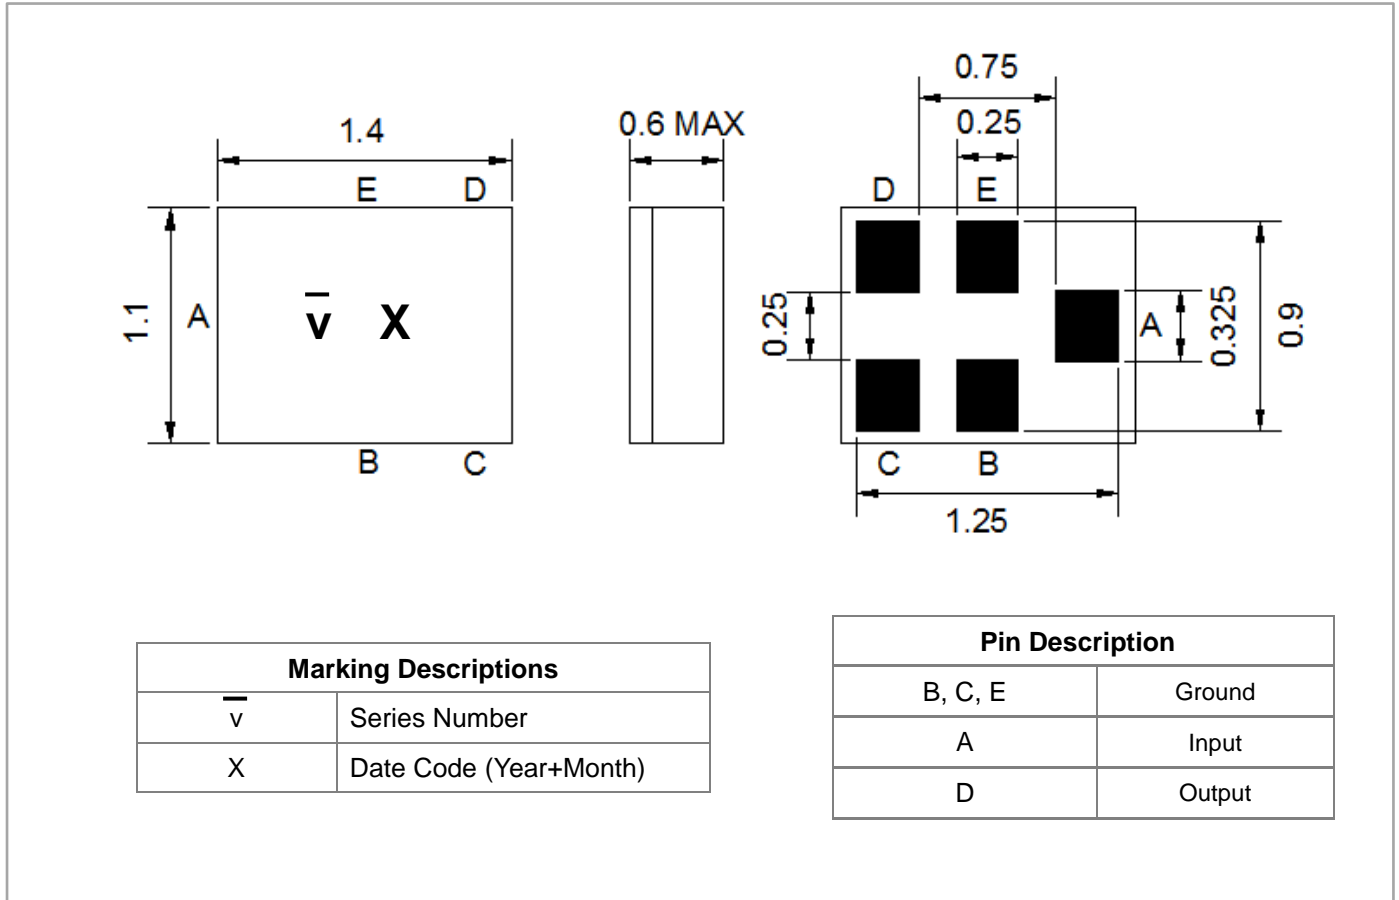 0.75
1.4
0.6 MAX
0.25
E
D
D
E
1.1
A
v̅ X
0.25
A
0.325
0.9
B
C
C
B
1.25
Marking Descriptions
v̅ Series Number
X Date Code (Year+Month)
Pin Description
B, C, E Ground
A Input
D Output